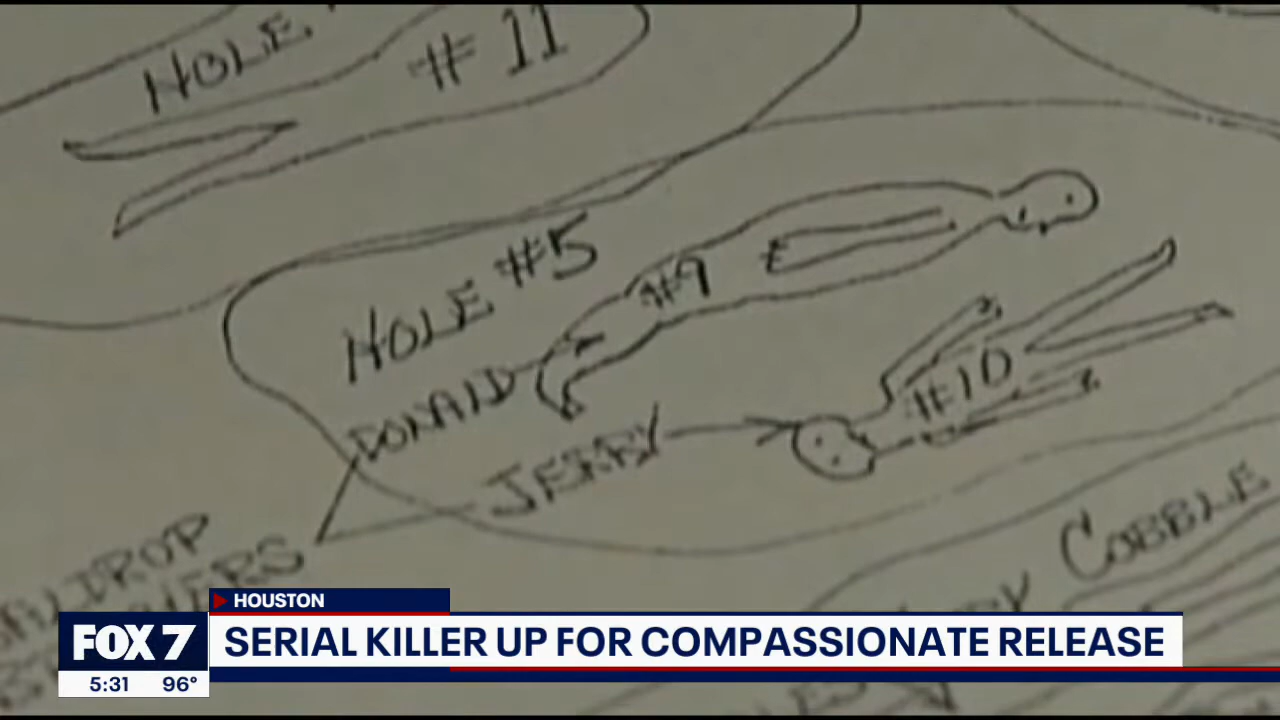 HOLE
# 11
HOLE #5
#9
DONALD
#10
JERRY
COBBLE
HOUSTON
FOX 7
SERIAL KILLER UP FOR COMPASSIONATE RELEASE
5:31 96°